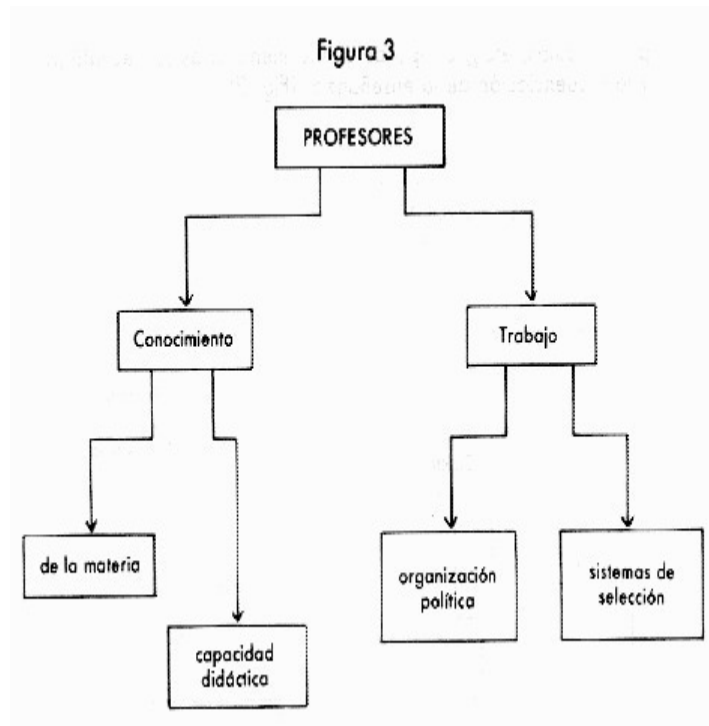 Figura 3
PROFESORES
Conocimiento
Trabajo
de la materia
capacidad
didáctica
organización
política
sistemas de
selección